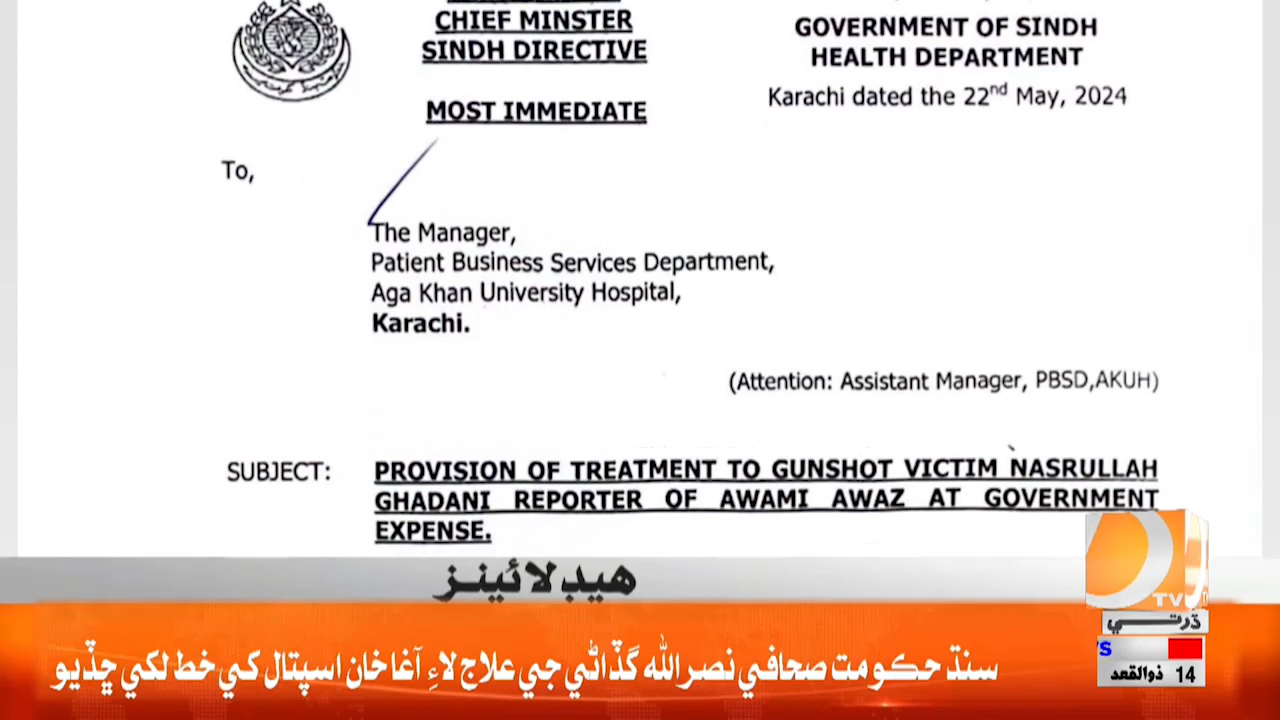 CHIEF MINSTER
SINDH DIRECTIVE
MOST IMMEDIATE
GOVERNMENT OF SINDH
HEALTH DEPARTMENT
Karachi dated the 22nd May, 2024
To,
The Manager,
Patient Business Services Department,
Aga Khan University Hospital,
Karachi.
(Attention: Assistant Manager, PBSD,AKUH)
SUBJECT:
PROVISION OF TREATMENT TO GUNSHOT VICTIM NASRULLAH
GHADANI REPORTER OF AWAMI AWAZ AT GOVERNMENT
EXPENSE.
هيڊ لائينز
سنڌ حڪومت صحافي نصرالله گڏاڻي جي علاج لاءِ آغا خان اسپتال کي خط لکي ڇڏيو
TV
ڌرتي
14 ذوالقعد